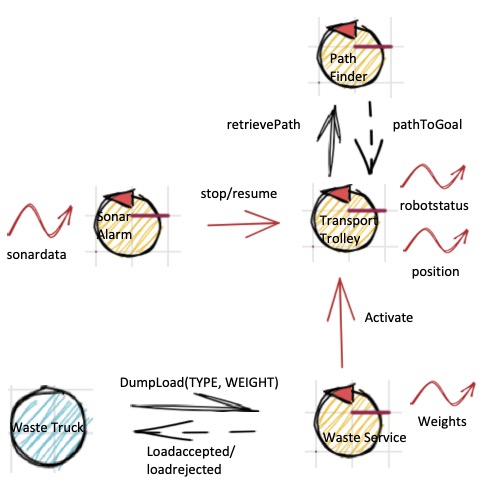 Path
Finder
retrievePath
pathToGoal
stop/resume
robotstatus
Sonar
Alarm
Transport
Trolley
sonardata
position
Activate
DumpLoad(TYPE, WEIGHT)
Waste Truck
Waste Service
Weights
Loadaccepted/
loadrejected